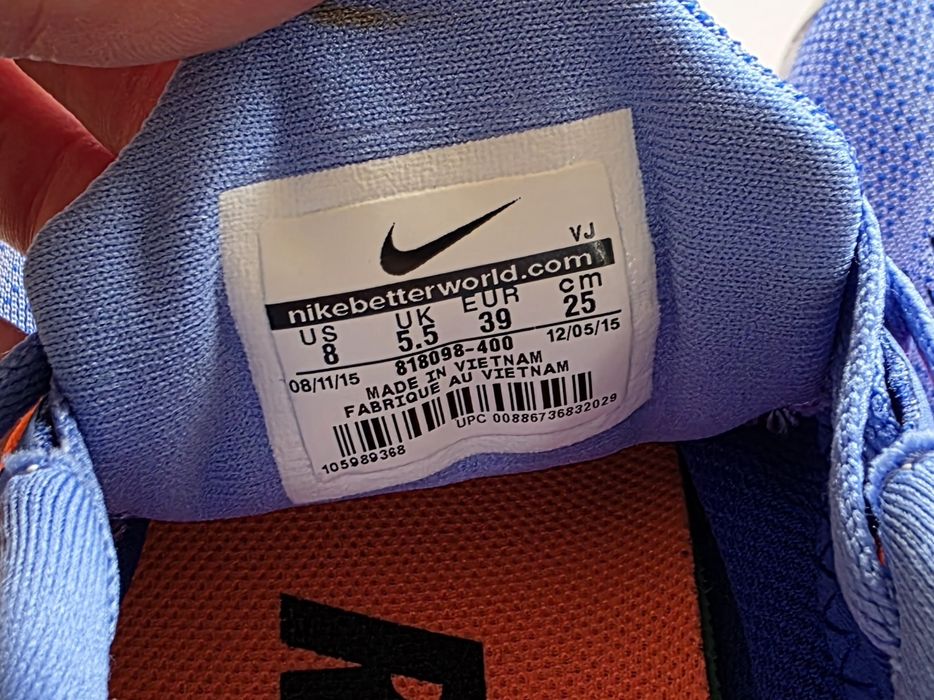 VJ
nikebetterworld.com
US UK EUR cm
8 5.5 39 25
08/11/15 818098-400 12/05/15
MADE IN VIETNAM
FABRIQUE AU VIETNAM
105989368 UPC 00886736832029